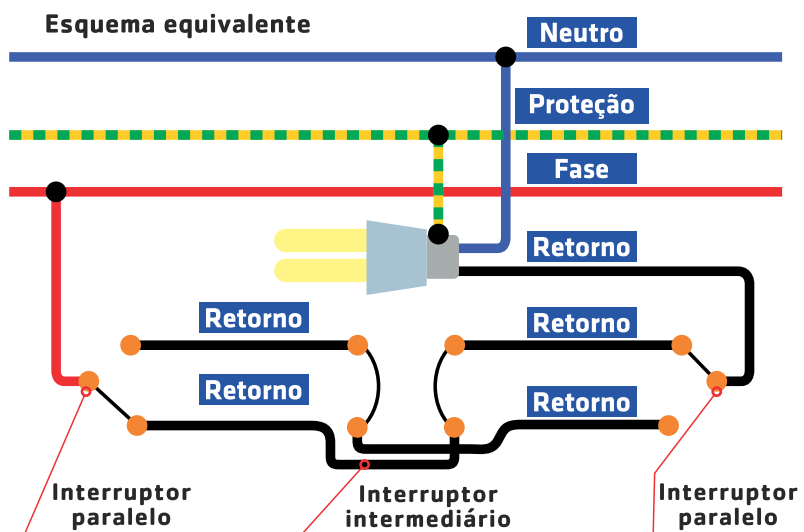 Esquema equivalente
Neutro
Proteção
Fase
Retorno
Retorno
Retorno
Retorno
Retorno
Interruptor
paralelo
Interruptor
intermediário
Interruptor
paralelo